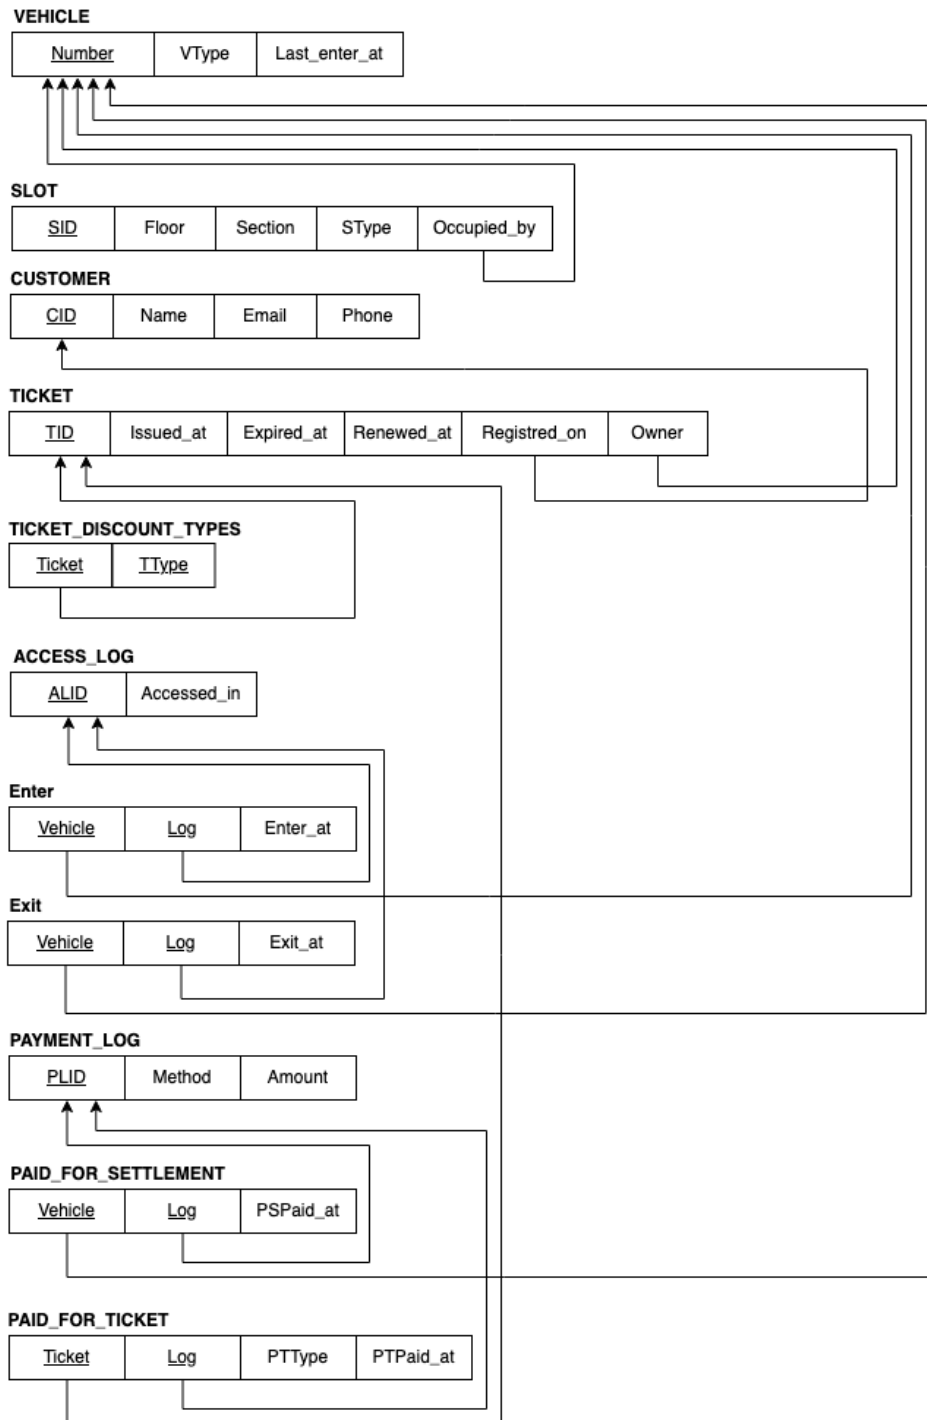 VEHICLE
Number VType Last_enter_at
SLOT
SID Floor Section SType Occupied_by
CUSTOMER
CID Name Email Phone
TICKET
TID Issued_at Expired_at Renewed_at Registred_on Owner
TICKET_DISCOUNT_TYPES
Ticket TType
ACCESS_LOG
ALID Accessed_in
Enter
Vehicle Log Enter_at
Exit
Vehicle Log Exit_at
PAYMENT_LOG
PLID Method Amount
PAID_FOR_SETTLEMENT
Vehicle Log PSPaid_at
PAID_FOR_TICKET
Ticket Log PTType PTPaid_at